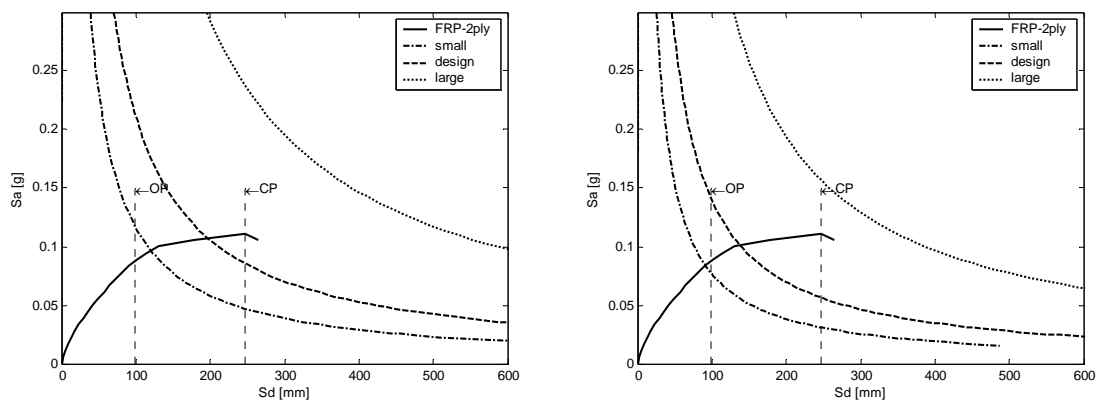 FRP-2ply
small
design
large
0.25
0.2
0.15
0.1
0.05
0
Sa [g]
←OP
←CP
0 100 200 300 400 500 600
Sd [mm]
FRP-2ply
small
design
large
0.25
0.2
0.15
0.1
0.05
0
Sa [g]
←OP
←CP
0 100 200 300 400 500 600
Sd [mm]